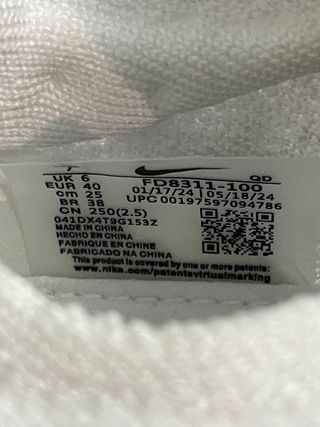 UK 6
EUR 40
cm 25
BR 38
CN 250(2.5)
041DX4T9G153Z
MADE IN CHINA
HECHO EN CHINA
FABRIQUE EN CHINE
FABRICADO NA CHINA
QD
FD8311-100
01/17/24 | 05/18/24
UPC 00197597094786
This product is covered by one or more patents:
www.nike.com/patentsvirtualmarking